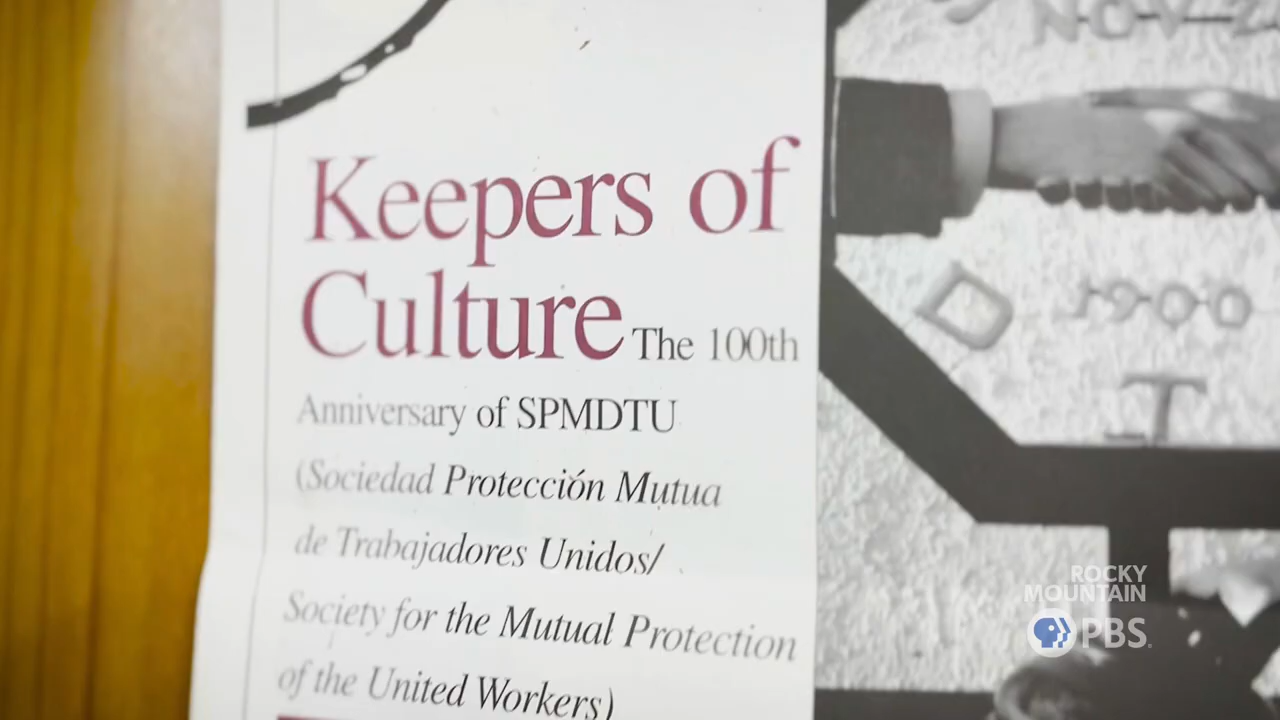 Keepers of
Culture The 100th
Anniversary of SPMDTU
(Sociedad Protección Mutua
de Trabajadores Unidos/
Society for the Mutual Protection
of the United Workers)
NOV
D 1900
T
ROCKY
MOUNTAIN
PBS.